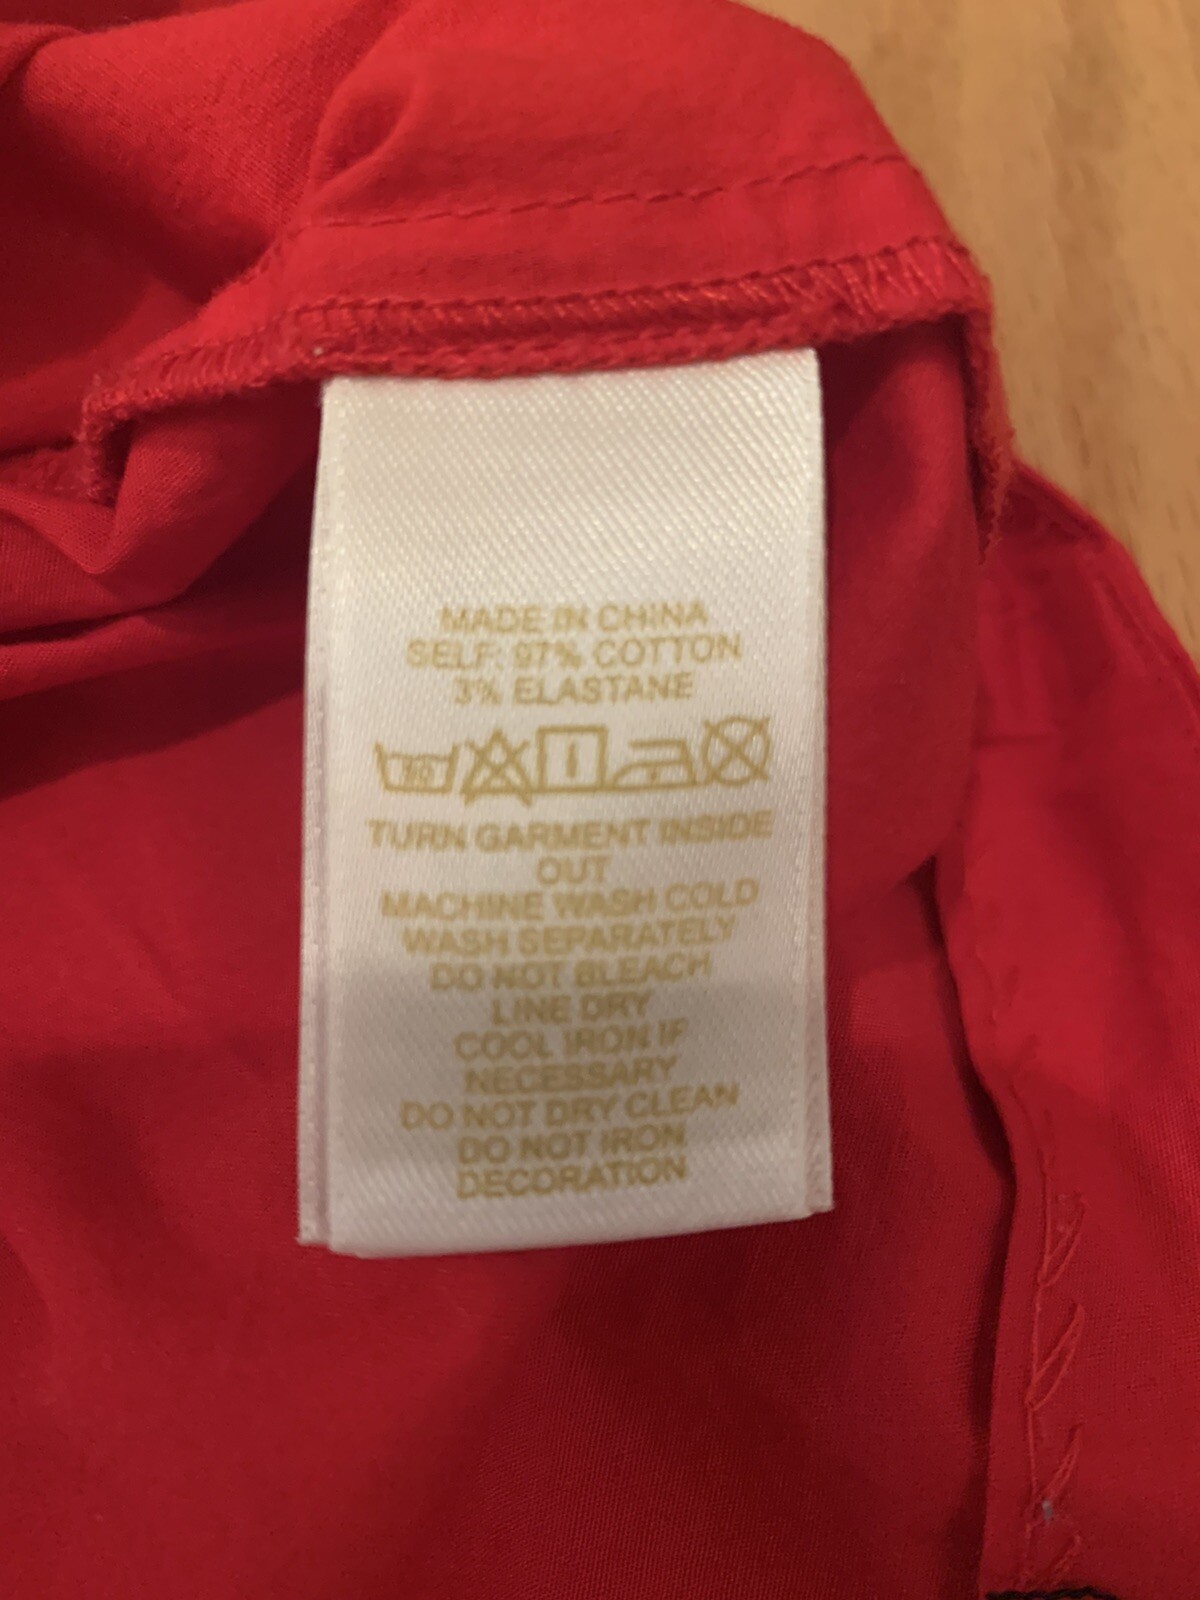 MADE IN CHINA
SELF: 97% COTTON
3% ELASTANE
TURN GARMENT INSIDE
OUT
MACHINE WASH COLD
WASH SEPARATELY
DO NOT BLEACH
LINE DRY
COOL IRON IF
NECESSARY
DO NOT DRY CLEAN
DO NOT IRON
DECORATION